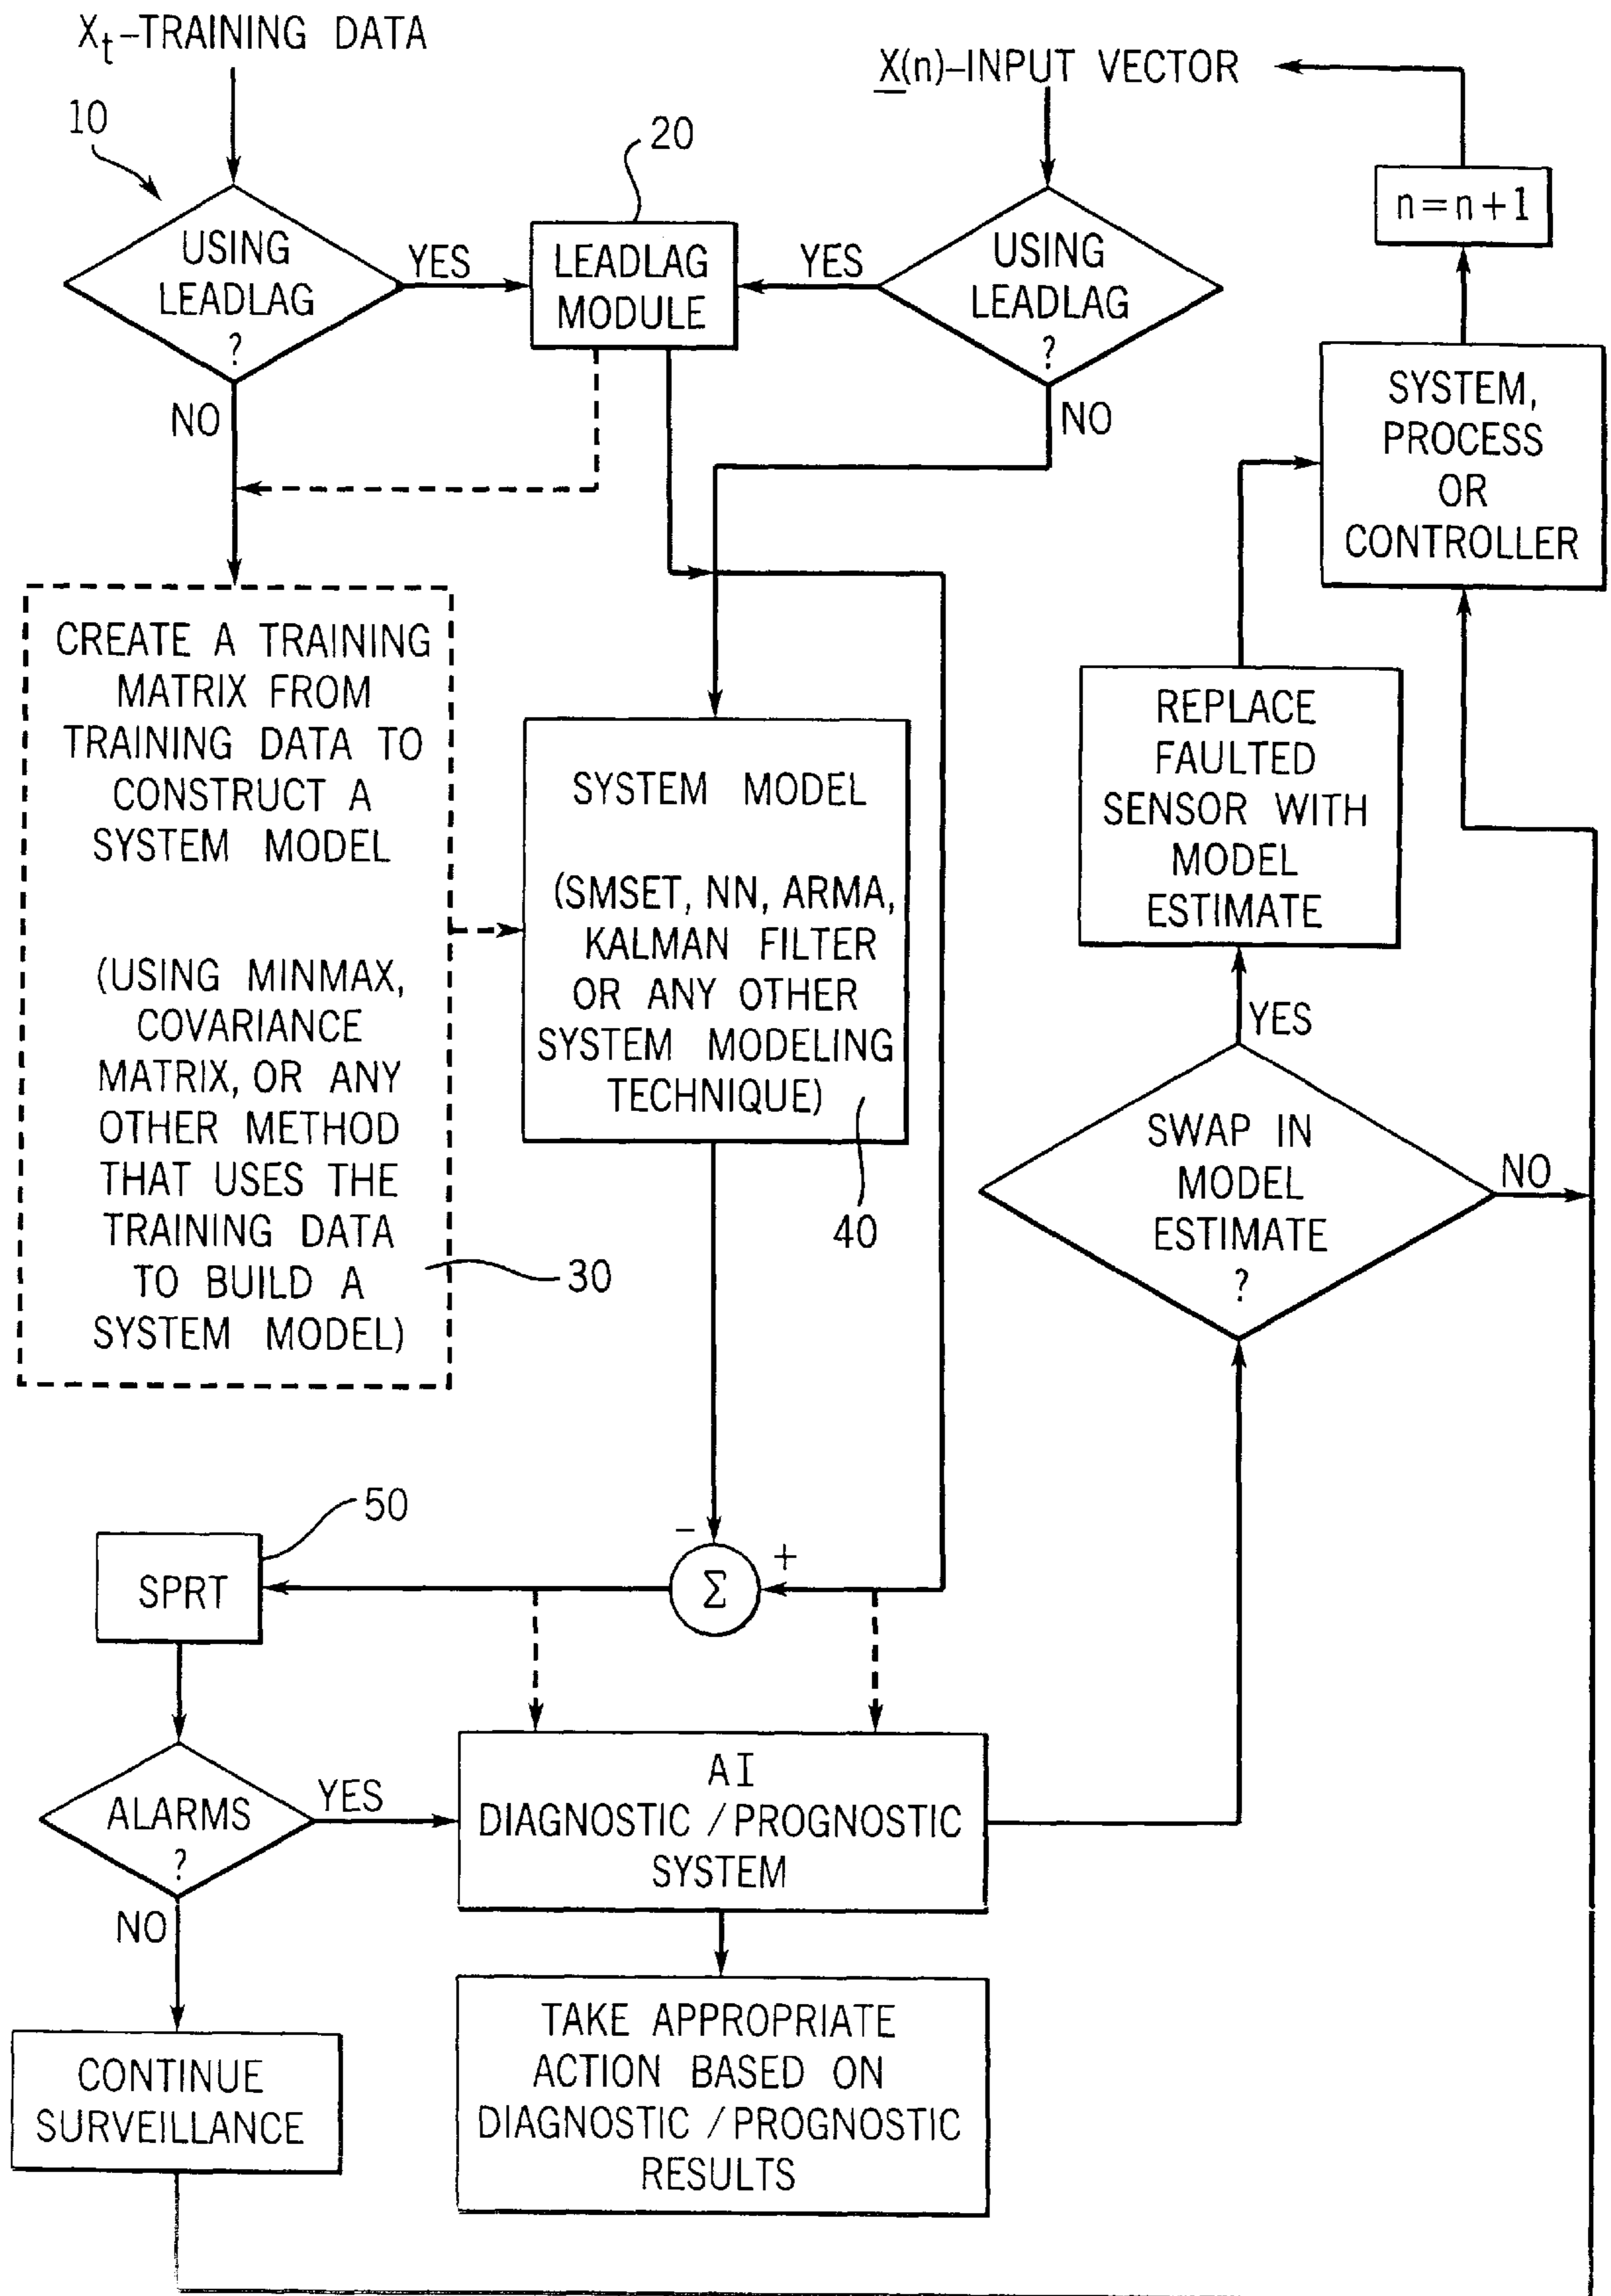 Xt-TRAINING DATA
X(n)-INPUT VECTOR
10
20
n=n+1
USING
LEADLAG
?
YES
NO
LEADLAG
MODULE
YES
USING
LEADLAG
?
NO
SYSTEM,
PROCESS
OR
CONTROLLER
CREATE A TRAINING
MATRIX FROM
TRAINING DATA TO
CONSTRUCT A
SYSTEM MODEL
(USING MINMAX,
COVARIANCE
MATRIX, OR ANY
OTHER METHOD
THAT USES THE
TRAINING DATA
TO BUILD A
SYSTEM MODEL)
30
SYSTEM MODEL
(SMSET, NN, ARMA,
KALMAN FILTER
OR ANY OTHER
SYSTEM MODELING
TECHNIQUE)
40
REPLACE
FAULTED
SENSOR WITH
MODEL
ESTIMATE
YES
SWAP IN
MODEL
ESTIMATE
?
NO
50
SPRT
-
Σ
+
ALARMS
?
YES
NO
AI
DIAGNOSTIC / PROGNOSTIC
SYSTEM
CONTINUE
SURVEILLANCE
TAKE APPROPRIATE
ACTION BASED ON
DIAGNOSTIC / PROGNOSTIC
RESULTS